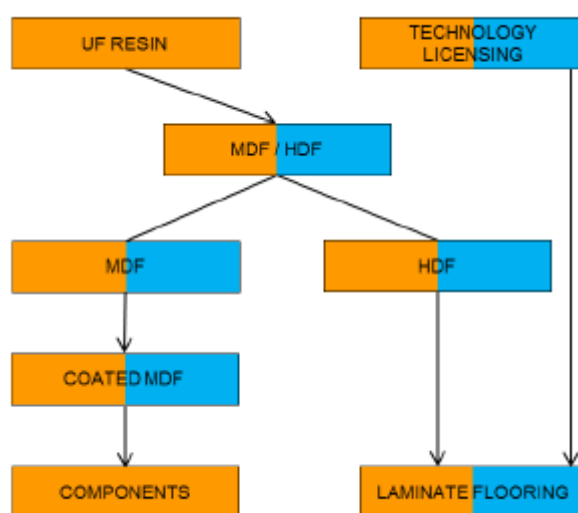 UF RESIN
TECHNOLOGY
LICENSING
MDF / HDF
MDF
HDF
COATED MDF
COMPONENTS
LAMINATE FLOORING